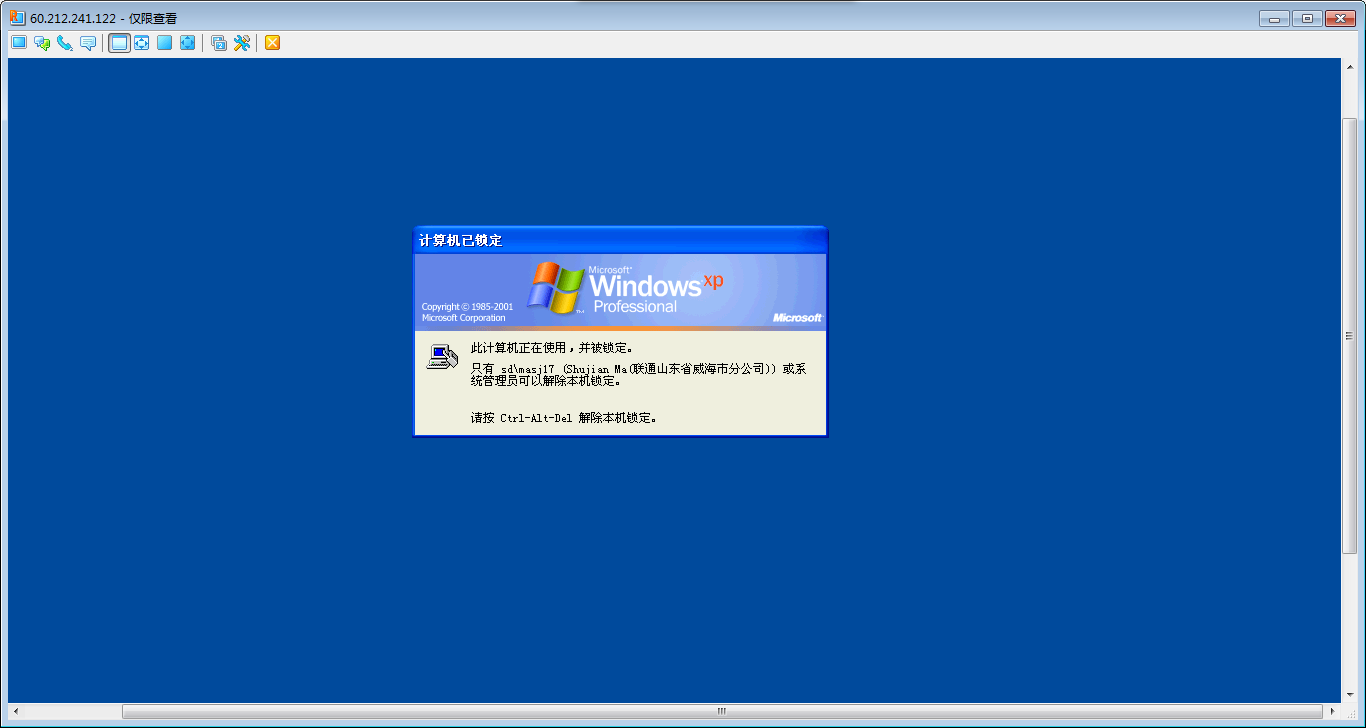 60.212.241.122 - 仅限查看
计算机已锁定
Microsoft®
Windows xp
Professional
Copyright © 1985-2001
Microsoft Corporation
Microsoft
此计算机正在使用，并被锁定。
只有 sd\masj17 (Shujian Ma(联通山东省威海市分公司)) 或系
统管理员可以解除本机锁定。
请按 Ctrl-Alt-Del 解除本机锁定。